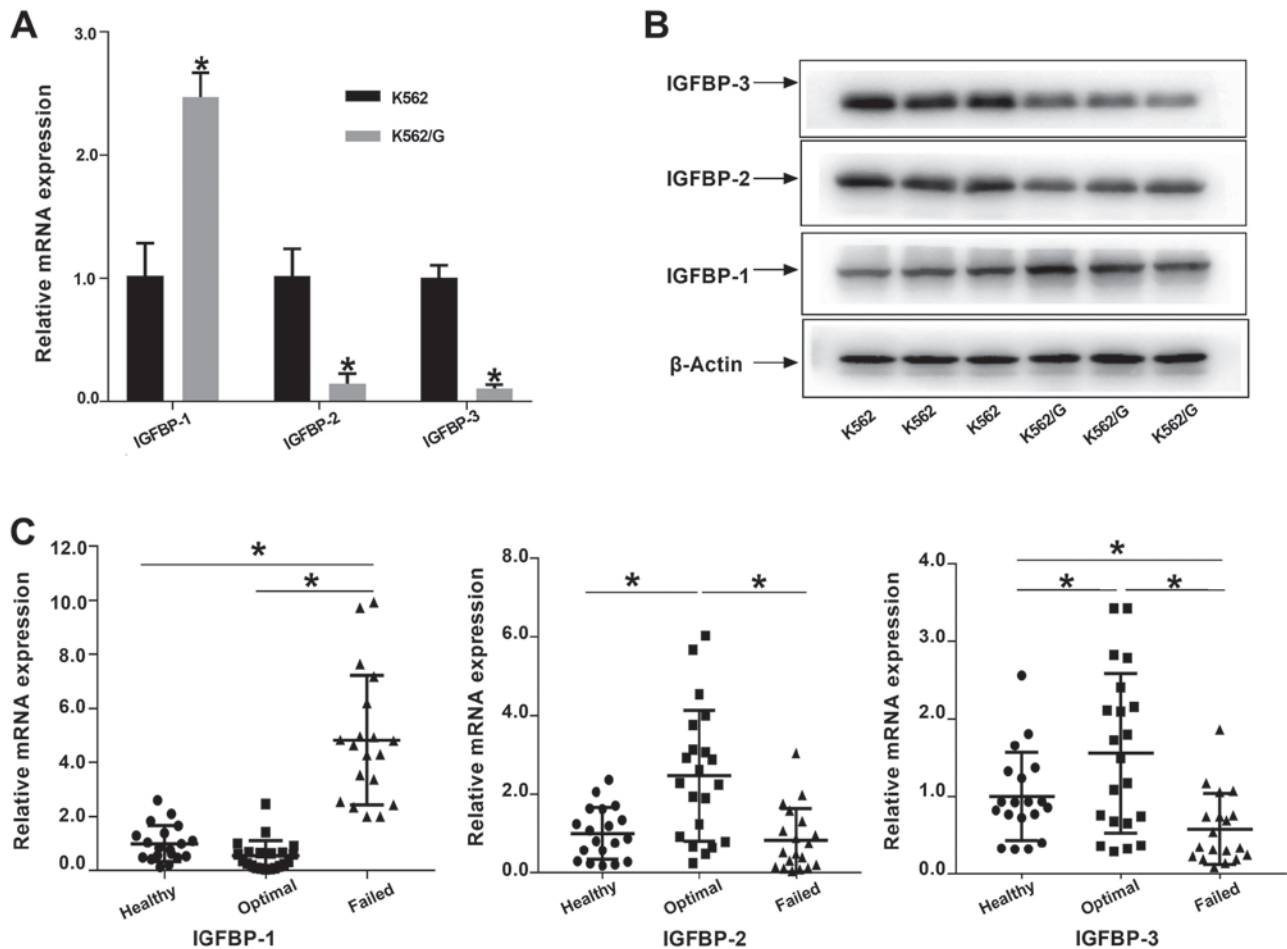 A
Relative mRNA expression
3.0
2.0
1.0
0.0
*
*
*
K562
K562/G
IGFBP-1
IGFBP-2
IGFBP-3
B
IGFBP-3
IGFBP-2
IGFBP-1
β-Actin
K562 K562 K562 K562/G K562/G K562/G
C
Relative mRNA expression
12.0
10.0
8.0
6.0
4.0
2.0
0.0
*
*
Healthy Optimal Failed
IGFBP-1
Relative mRNA expression
8.0
6.0
4.0
2.0
0.0
* *
Healthy Optimal Failed
IGFBP-2
Relative mRNA expression
4.0
3.0
2.0
1.0
0.0
*
* *
Healthy Optimal Failed
IGFBP-3